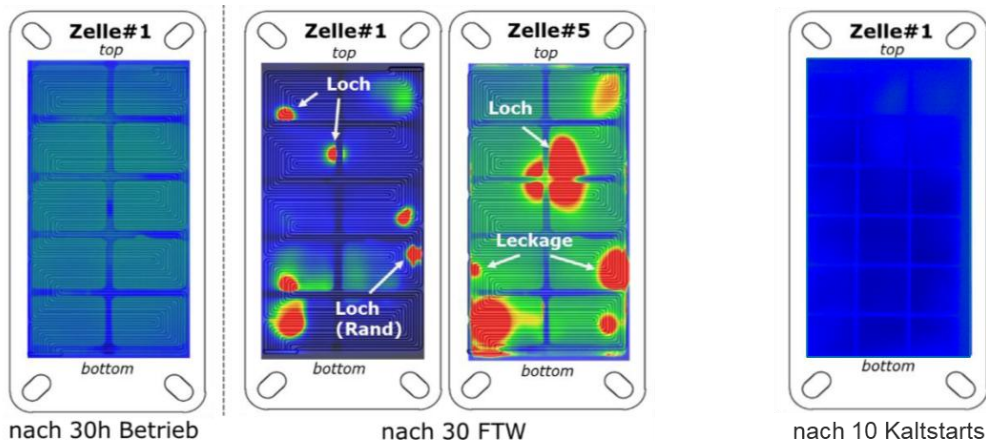 Zelle#1
top
bottom
nach 30h Betrieb
Zelle#1
top
Loch
Loch
(Rand)
bottom
Zelle#5
top
Loch
Leckage
bottom
nach 30 FTW
Zelle#1
top
bottom
nach 10 Kaltstarts